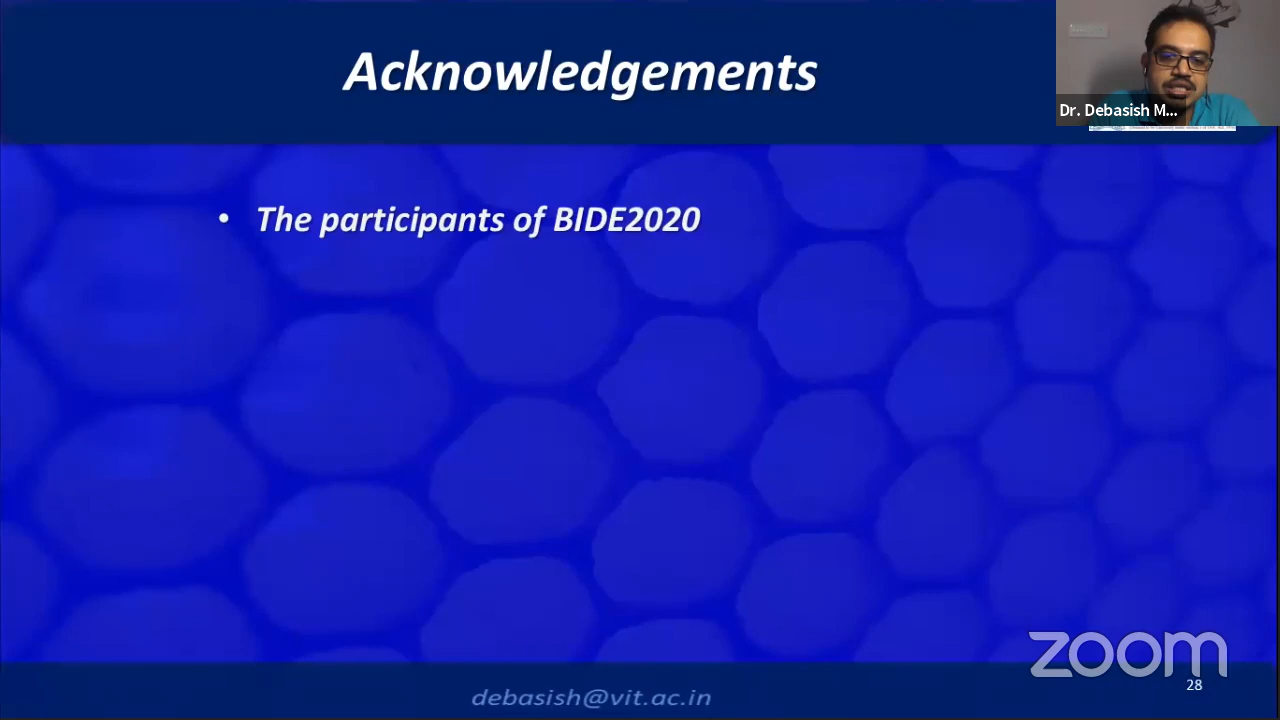 Acknowledgements
Dr. Debasish M...
• The participants of BIDE2020
zoom
28
debasish@vit.ac.in